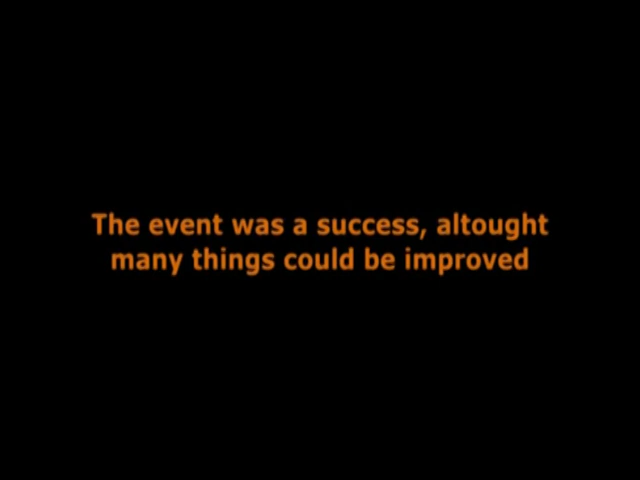 The event was a success, altought
many things could be improved